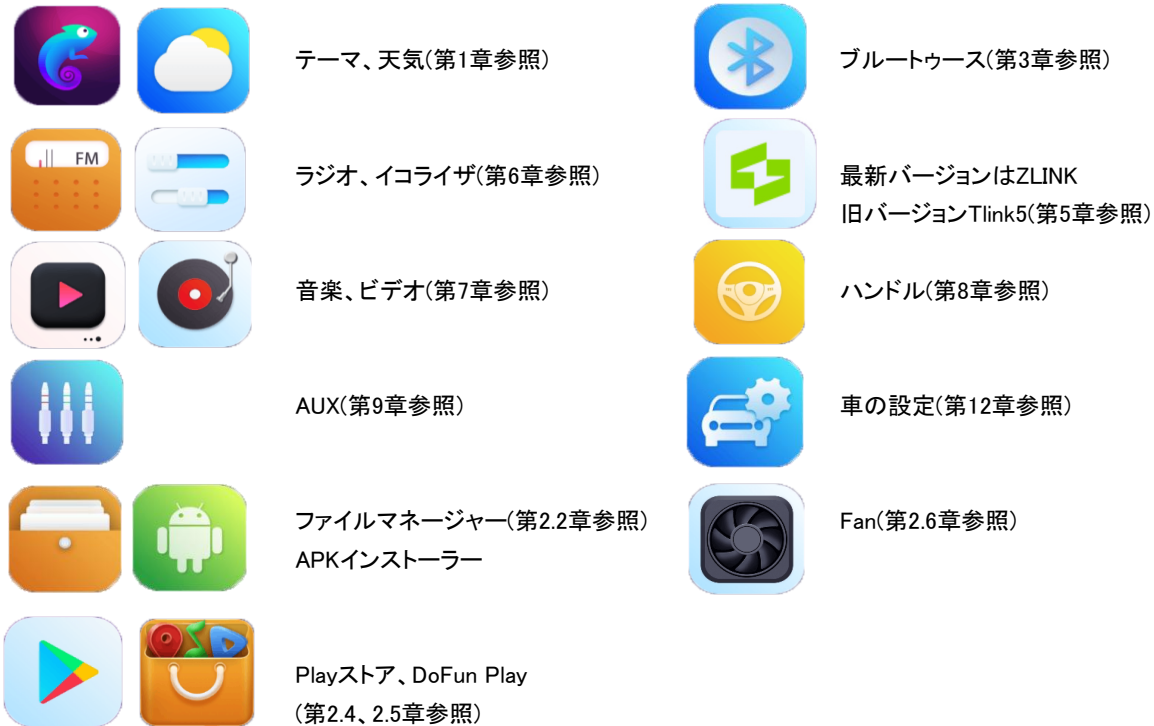 テーマ、天気(第1章参照)
ブルートゥース(第3章参照)
FM
ラジオ、イコライザ(第6章参照)
最新バージョンはZLINK
旧バージョンTlink5(第5章参照)
音楽、ビデオ(第7章参照)
ハンドル(第8章参照)
AUX(第9章参照)
車の設定(第12章参照)
ファイルマネージャー(第2.2章参照)
APKインストーラー
Fan(第2.6章参照)
Playストア、DoFun Play
(第2.4、2.5章参照)